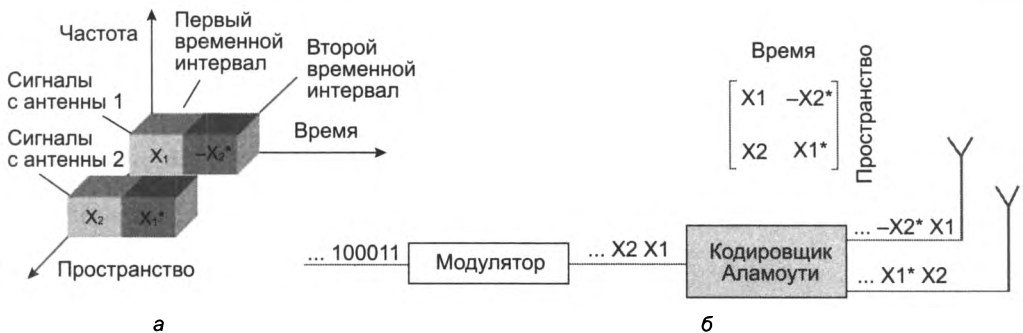 Частота
Первый
временной
интервал
Второй
временной
интервал
Сигналы
с антенны 1
Сигналы
с антенны 2
Время
X₁ –X₂*
X₂ X₁*
Пространство
а
Время
X1 –X2*
X2 X1*
Пространство
... 100011
Модулятор
... X2 X1
Кодировщик
Аламоути
... –X2* X1
... X1* X2
б